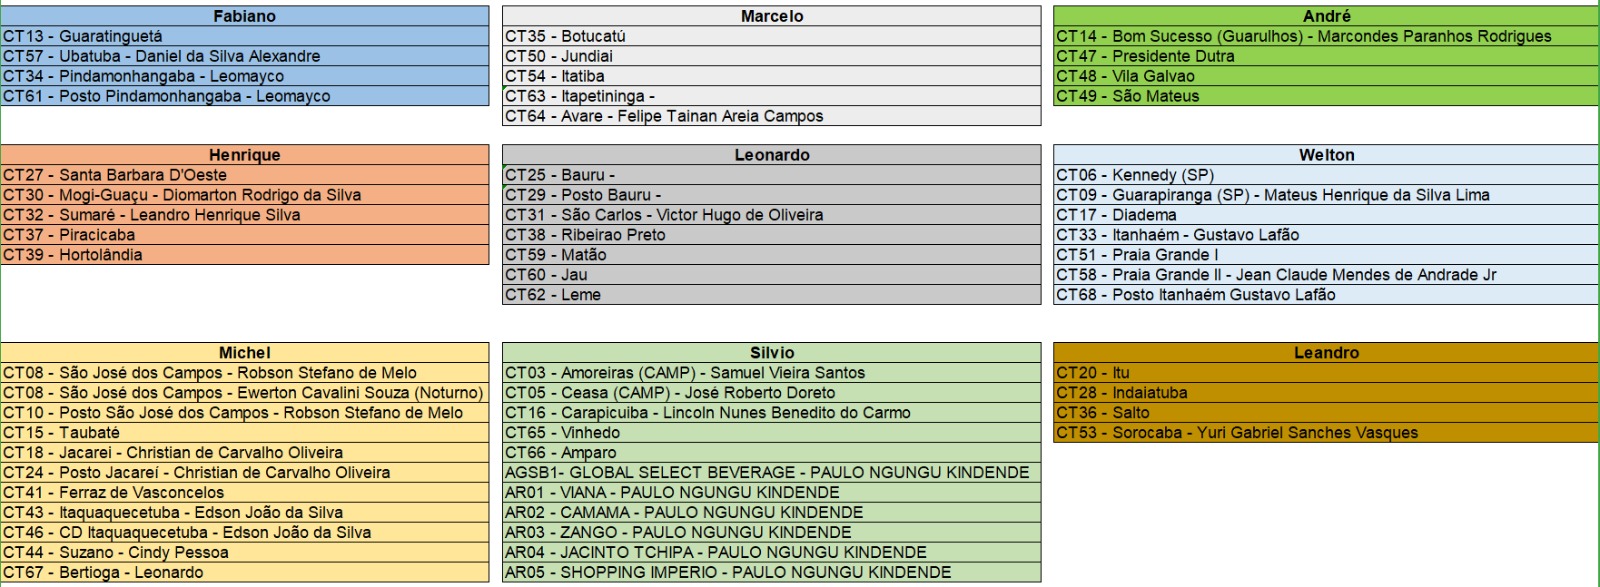 Fabiano
CT13 - Guaratinguetá
CT57 - Ubatuba - Daniel da Silva Alexandre
CT34 - Pindamonhangaba - Leomayco
CT61 - Posto Pindamonhangaba - Leomayco
Marcelo
CT35 - Botucatú
CT50 - Jundiai
CT54 - Itatiba
CT63 - Itapetininga -
CT64 - Avare - Felipe Tainan Areia Campos
André
CT14 - Bom Sucesso (Guarulhos) - Marcondes Paranhos Rodrigues
CT47 - Presidente Dutra
CT48 - Vila Galvao
CT49 - São Mateus
Henrique
CT27 - Santa Barbara D'Oeste
CT30 - Mogi-Guaçu - Diomarton Rodrigo da Silva
CT32 - Sumaré - Leandro Henrique Silva
CT37 - Piracicaba
CT39 - Hortolândia
Leonardo
CT25 - Bauru -
CT29 - Posto Bauru -
CT31 - São Carlos - Victor Hugo de Oliveira
CT38 - Ribeirao Preto
CT59 - Matão
CT60 - Jau
CT62 - Leme
Welton
CT06 - Kennedy (SP)
CT09 - Guarapiranga (SP) - Mateus Henrique da Silva Lima
CT17 - Diadema
CT33 - Itanhaém - Gustavo Lafão
CT51 - Praia Grande I
CT58 - Praia Grande II - Jean Claude Mendes de Andrade Jr
CT68 - Posto Itanhaém Gustavo Lafão
Michel
CT08 - São José dos Campos - Robson Stefano de Melo
CT08 - São José dos Campos - Ewerton Cavalini Souza (Noturno)
CT10 - Posto São José dos Campos - Robson Stefano de Melo
CT15 - Taubaté
CT18 - Jacarei - Christian de Carvalho Oliveira
CT24 - Posto Jacareí - Christian de Carvalho Oliveira
CT41 - Ferraz de Vasconcelos
CT43 - Itaquaquecetuba - Edson João da Silva
CT46 - CD Itaquaquecetuba - Edson João da Silva
CT44 - Suzano - Cindy Pessoa
CT67 - Bertioga - Leonardo
Silvio
CT03 - Amoreiras (CAMP) - Samuel Vieira Santos
CT05 - Ceasa (CAMP) - José Roberto Doreto
CT16 - Carapicuiba - Lincoln Nunes Benedito do Carmo
CT65 - Vinhedo
CT66 - Amparo
AGSB1- GLOBAL SELECT BEVERAGE - PAULO NGUNGU KINDENDE
AR01 - VIANA - PAULO NGUNGU KINDENDE
AR02 - CAMAMA - PAULO NGUNGU KINDENDE
AR03 - ZANGO - PAULO NGUNGU KINDENDE
AR04 - JACINTO TCHIPA - PAULO NGUNGU KINDENDE
AR05 - SHOPPING IMPERIO - PAULO NGUNGU KINDENDE
Leandro
CT20 - Itu
CT28 - Indaiatuba
CT36 - Salto
CT53 - Sorocaba - Yuri Gabriel Sanches Vasques